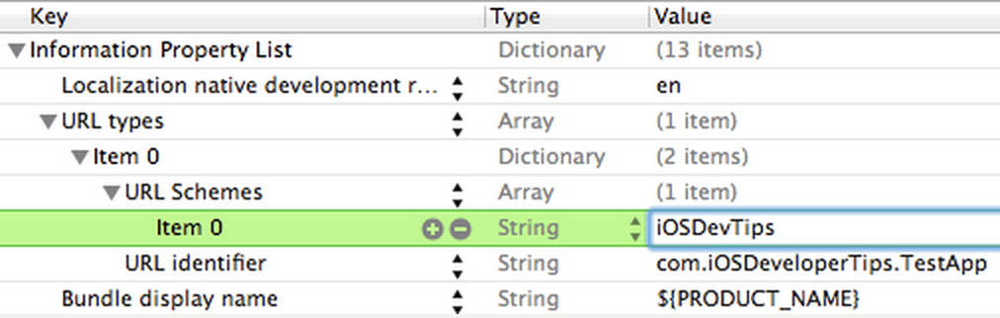 Key Type Value
Information Property List Dictionary (13 items)
Localization native development r... String en
URL types Array (1 item)
Item 0 Dictionary (2 items)
URL Schemes Array (1 item)
Item 0 String iOSDevTips
URL identifier String com.iOSDeveloperTips.TestApp
Bundle display name String ${PRODUCT_NAME}